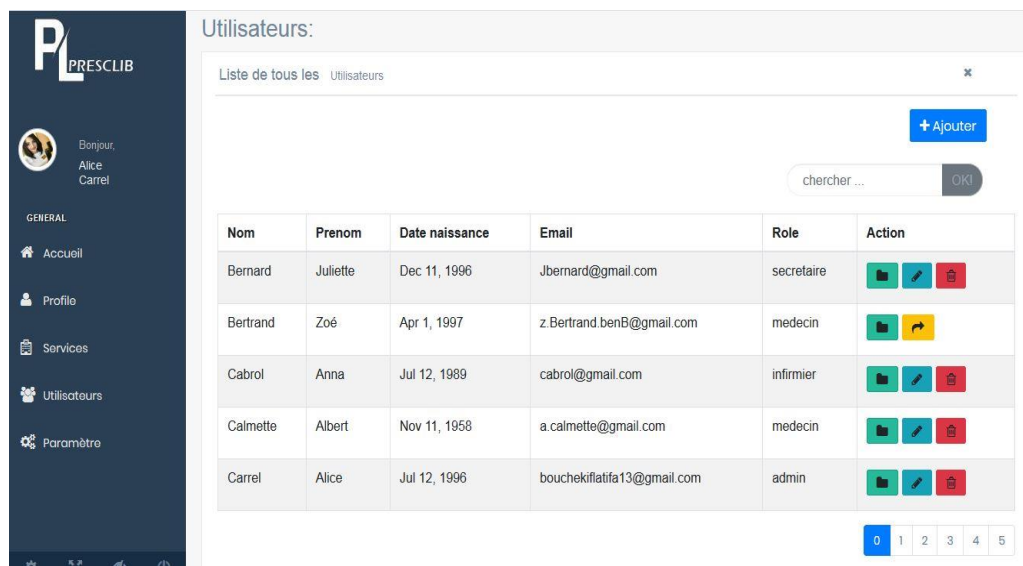 PL PRESCLIB
Bonjour,
Alice
Carrel
GENERAL
Accueil
Profile
Services
Utilisateurs
Paramètre
Utilisateurs:
Liste de tous les Utilisateurs
+ Ajouter
chercher ... OK!
Nom Prenom Date naissance Email Role Action
Bernard Juliette Dec 11, 1996 Jbernard@gmail.com secretaire
Bertrand Zoé Apr 1, 1997 z.Bertrand.benB@gmail.com medecin
Cabrol Anna Jul 12, 1989 cabrol@gmail.com infirmier
Calmette Albert Nov 11, 1958 a.calmette@gmail.com medecin
Carrel Alice Jul 12, 1996 bouchekiflatifa13@gmail.com admin
0 1 2 3 4 5